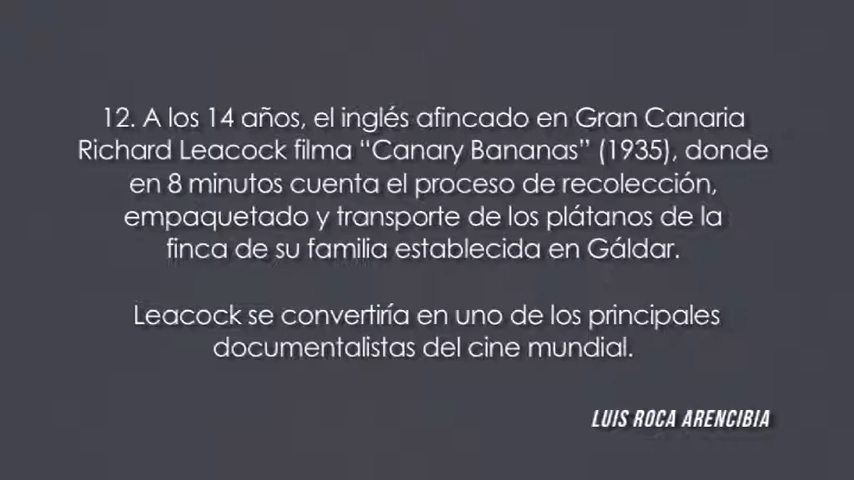 12. A los 14 años, el inglés afincado en Gran Canaria
Richard Leacock filma “Canary Bananas” (1935), donde
en 8 minutos cuenta el proceso de recolección,
empaquetado y transporte de los plátanos de la
finca de su familia establecida en Gáldar.
Leacock se convertiría en uno de los principales
documentalistas del cine mundial.
LUIS ROCA ARENCIBIA